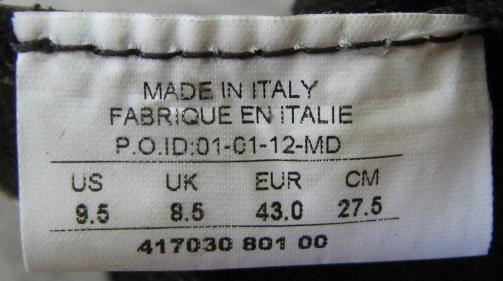 MADE IN ITALY
FABRIQUE EN ITALIE
P.O.ID:01-01-12-MD
US UK EUR CM
9.5 8.5 43.0 27.5
417030 801 00